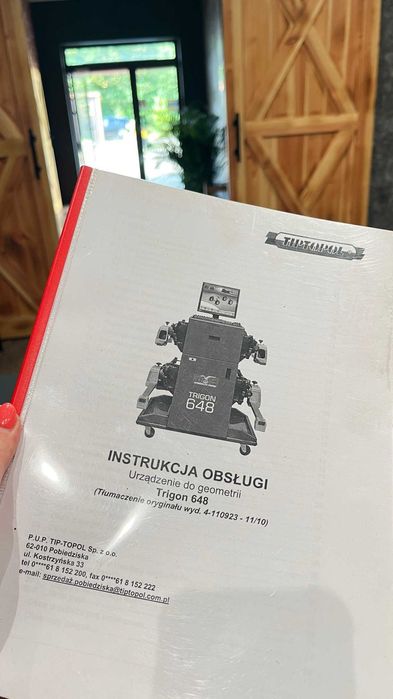 TIPTOPOL
TRIGON
648
INSTRUKCJA OBSŁUGI
Urządzenie do geometrii
Trigon 648
(Tłumaczenie oryginału wyd. 4-110923 - 11/10)
P.U.P. TIP-TOPOL Sp. z o.o.
62-010 Pobiedziska
ul. Kostrzyńska 33
tel 0****61 8 152 200, fax 0****61 8 152 222
e-mail: sprzedaż.pobiedziska@tiptopol.com.pl